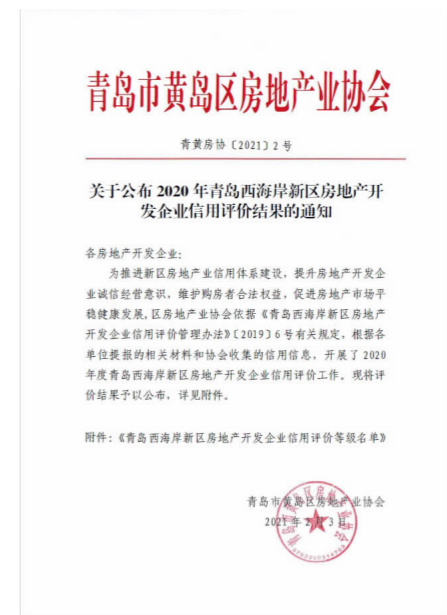 青岛市黄岛区房地产业协会
青黄房协〔2021〕2号
关于公布2020年青岛西海岸新区房地产开
发企业信用评价结果的通知
各房地产开发企业:
为推进新区房地产业信用体系建设，提升房地产开发企
业诚信经营意识，维护购房者合法权益，促进房地产市场平
稳健康发展,区房地产业协会依据《青岛西海岸新区房地产
开发企业信用评价管理办法》〔2019〕6号有关规定，根据各
单位提报的相关材料和协会收集的信用信息，开展了2020
年度青岛西海岸新区房地产开发企业信用评价工作。现将评
价结果予以公布，详见附件。
附件：《青岛西海岸新区房地产开发企业信用评价等级名单》
青岛市黄岛区房地产业协会
2021年2月3日